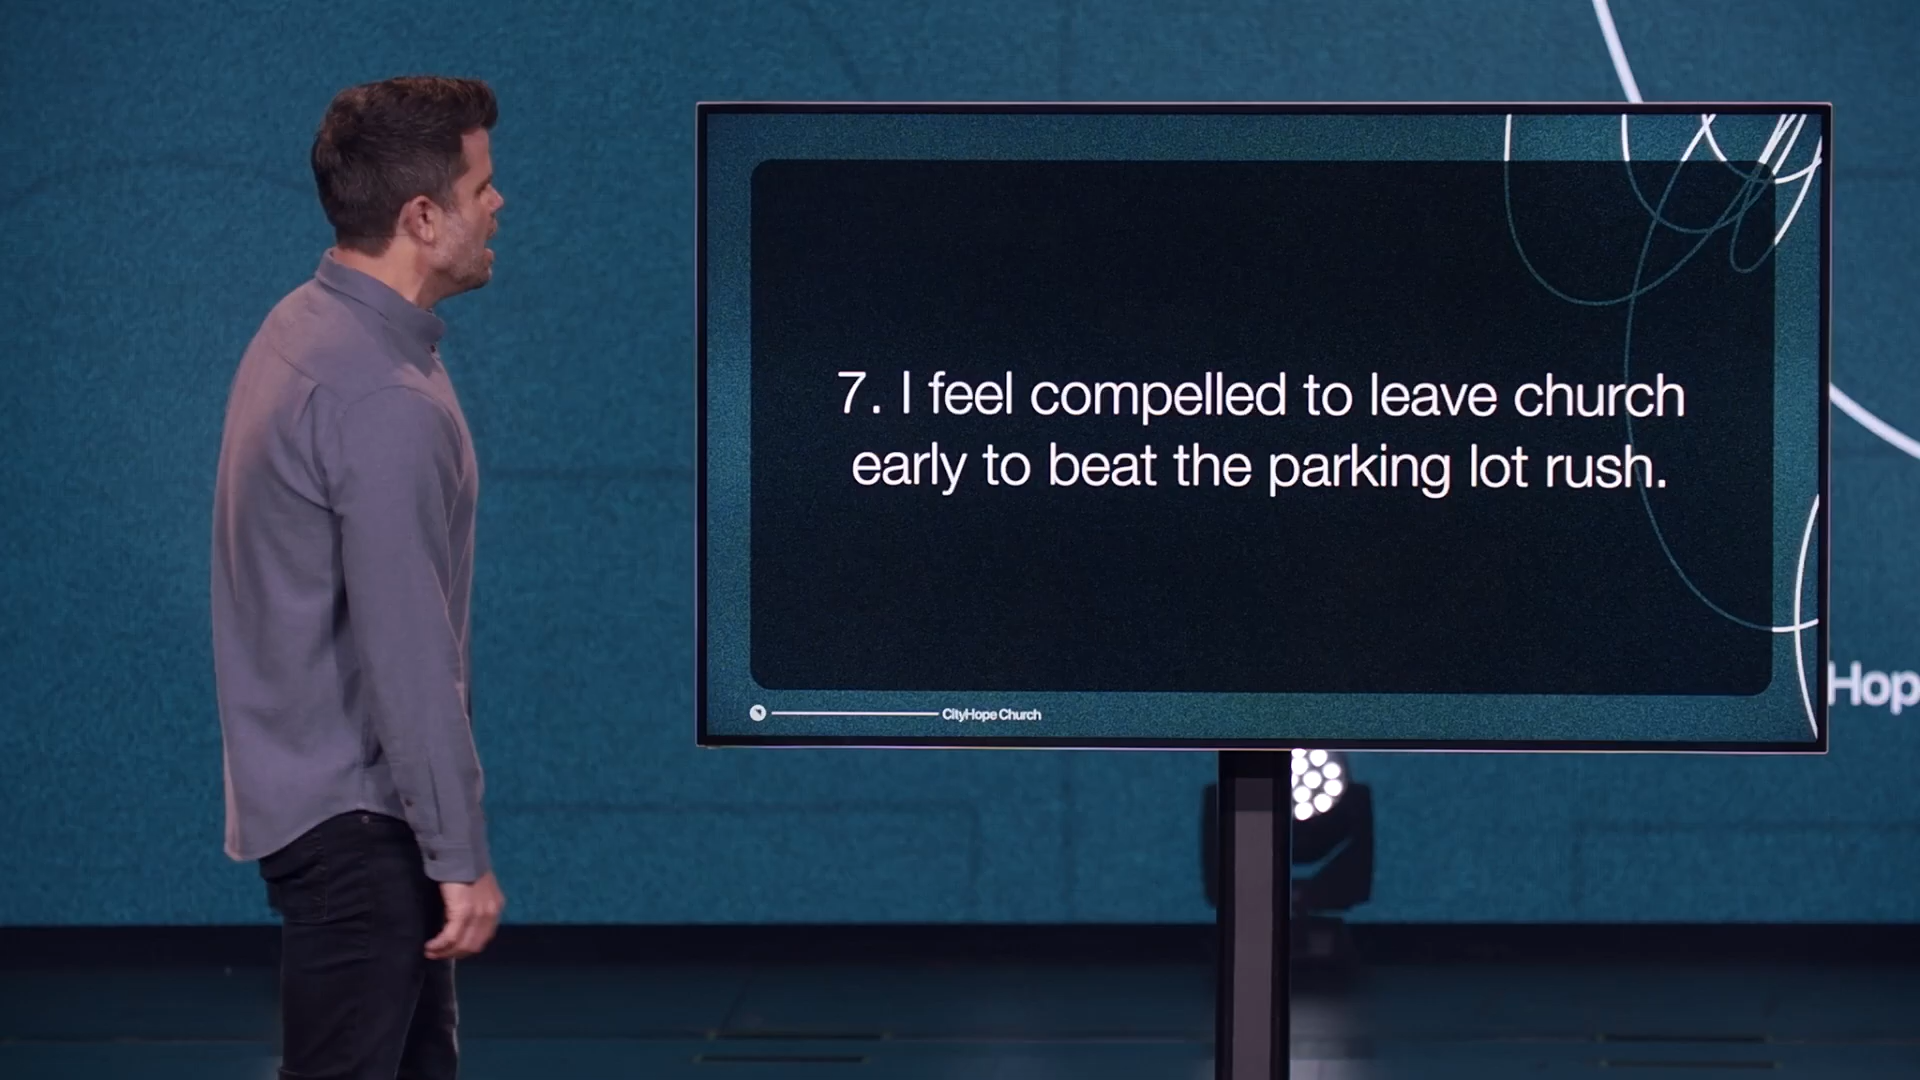 7. I feel compelled to leave church
early to beat the parking lot rush.
CityHope Church
Hop